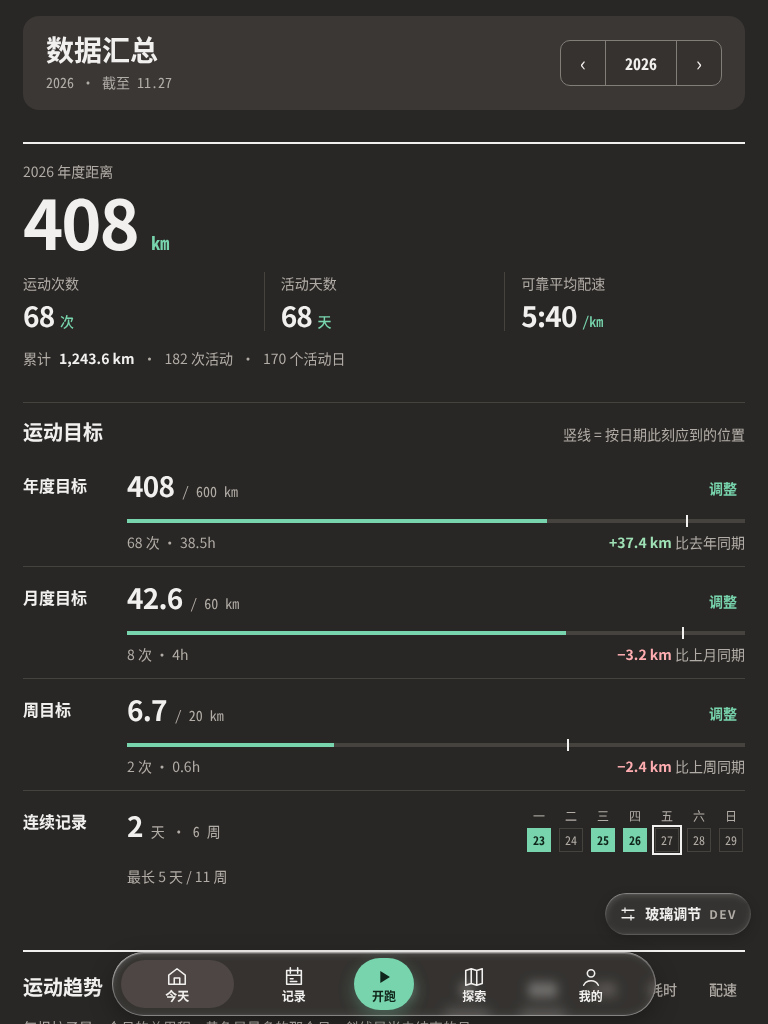 数据汇总
2026 · 截至 11.27
‹ 2026 ›
2026 年度距离
408 km
运动次数 活动天数 可靠平均配速
68 次 68 天 5:40 /km
累计 1,243.6 km · 182 次活动 · 170 个活动日
运动目标 竖线 = 按日期此刻应到的位置
年度目标 408 / 600 km 调整
68 次 · 38.5h +37.4 km 比去年同期
月度目标 42.6 / 60 km 调整
8 次 · 4h −3.2 km 比上月同期
周目标 6.7 / 20 km 调整
2 次 · 0.6h −2.4 km 比上周同期
一 二 三 四 五 六 日
连续记录 2 天 · 6 周 23 24 25 26 27 28 29
最长 5 天 / 11 周
玻璃调节 DEV
运动趋势 耗时 配速
今天 记录 开跑 探索 我的